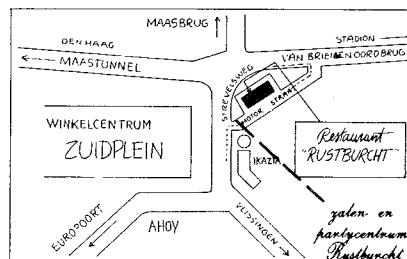 MAASBRUG
STADION
DEN HAAG
MAASTUNNEL
VAN BRIENENOORDBRUG
STREVELSWEG
MOTOR STRAAT
WINKELCENTRUM
ZUIDPLEIN
Restaurant
"RUSTBURCHT"
IKAZIA
EUROPOORT
AHOY
VLISSINGEN
zalen- en
partycentrum
Rustburcht